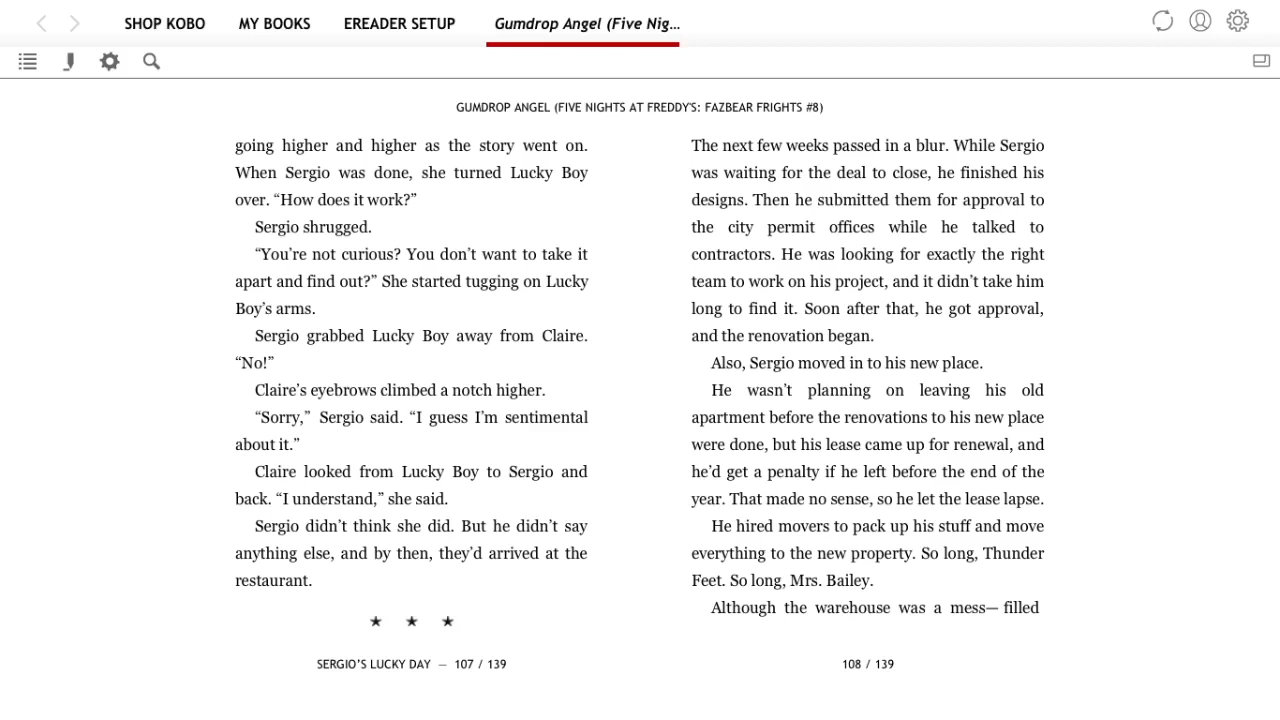 SHOP KOBO
MY BOOKS
EREADER SETUP
Gumdrop Angel (Five Nig...
GUMDROP ANGEL (FIVE NIGHTS AT FREDDY'S: FAZBEAR FRIGHTS #8)
going higher and higher as the story went on.
When Sergio was done, she turned Lucky Boy
over. “How does it work?”
Sergio shrugged.
“You’re not curious? You don’t want to take it
apart and find out?” She started tugging on Lucky
Boy’s arms.
Sergio grabbed Lucky Boy away from Claire.
“No!”
Claire’s eyebrows climbed a notch higher.
“Sorry,” Sergio said. “I guess I’m sentimental
about it.”
Claire looked from Lucky Boy to Sergio and
back. “I understand,” she said.
Sergio didn’t think she did. But he didn’t say
anything else, and by then, they’d arrived at the
restaurant.
★ ★ ★
SERGIO’S LUCKY DAY — 107 / 139
The next few weeks passed in a blur. While Sergio
was waiting for the deal to close, he finished his
designs. Then he submitted them for approval to
the city permit offices while he talked to
contractors. He was looking for exactly the right
team to work on his project, and it didn’t take him
long to find it. Soon after that, he got approval,
and the renovation began.
Also, Sergio moved in to his new place.
He wasn’t planning on leaving his old
apartment before the renovations to his new place
were done, but his lease came up for renewal, and
he’d get a penalty if he left before the end of the
year. That made no sense, so he let the lease lapse.
He hired movers to pack up his stuff and move
everything to the new property. So long, Thunder
Feet. So long, Mrs. Bailey.
Although the warehouse was a mess— filled
108 / 139